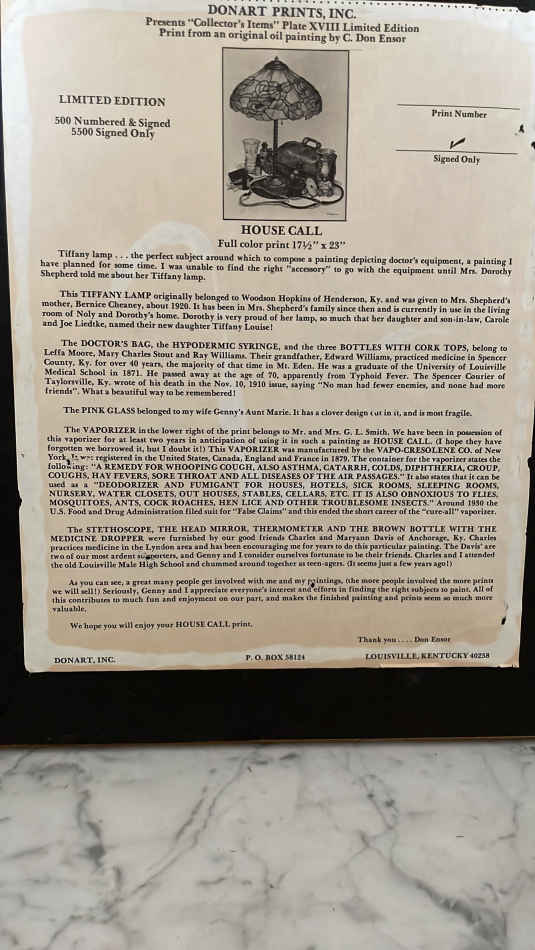 DONART PRINTS, INC.
Presents "Collector's Items" Plate XVIII Limited Edition
Print from an original oil painting by C. Don Ensor
LIMITED EDITION
500 Numbered & Signed
5500 Signed Only
Print Number
Signed Only
HOUSE CALL
Full color print 17½" x 23"
Tiffany lamp . . . the perfect subject around which to compose a painting depicting doctor's equipment, a painting I
have planned for some time. I was unable to find the right "accessory" to go with the equipment until Mrs. Dorothy
Shepherd told me about her Tiffany lamp.
This TIFFANY LAMP originally belonged to Woodson Hopkins of Henderson, Ky. and was given to Mrs. Shepherd's
mother, Bernice Cheaney, about 1920. It has been in Mrs. Shepherd's family since then and is currently in use in the living
room of Noly and Dorothy's home. Dorothy is very proud of her lamp, so much that her daughter and son-in-law, Carole
and Joe Liedtke, named their new daughter Tiffany Louise!
The DOCTOR'S BAG, the HYPODERMIC SYRINGE, and the three BOTTLES WITH CORK TOPS, belong to
Leffa Moore, Mary Charles Stout and Ray Williams. Their grandfather, Edward Williams, practiced medicine in Spencer
County, Ky. for over 40 years, the majority of that time in Mt. Eden. He was a graduate of the University of Louisville
Medical School in 1871. He passed away at the age of 70, apparently from Typhoid Fever. The Spencer Courier of
Taylorsville, Ky. wrote of his death in the Nov. 10, 1910 issue, saying "No man had fewer enemies, and none had more
friends". What a beautiful way to be remembered!
The PINK GLASS belonged to my wife Genny's Aunt Marie. It has a clover design cut in it, and is most fragile.
The VAPORIZER in the lower right of the print belongs to Mr. and Mrs. G. L. Smith. We have been in possession of
this vaporizer for at least two years in anticipation of using it in such a painting as HOUSE CALL. (I hope they have
forgotten we borrowed it, but I doubt it!) This VAPORIZER was manufactured by the VAPO-CRESOLENE CO. of New
York. It was registered in the United States, Canada, England and France in 1879. The container for the vaporizer states the
following: "A REMEDY FOR WHOOPING COUGH, ALSO ASTHMA, CATARRH, COLDS, DIPHTHERIA, CROUP,
COUGHS, HAY FEVERS, SORE THROAT AND ALL DISEASES OF THE AIR PASSAGES." It also states that it can be
used as a "DEODORIZER AND FUMIGANT FOR HOUSES, HOTELS, SICK ROOMS, SLEEPING ROOMS,
NURSERY, WATER CLOSETS, OUT HOUSES, STABLES, CELLARS, ETC. IT IS ALSO OBNOXIOUS TO FLIES,
MOSQUITOES, ANTS, COCK ROACHES, HEN LICE AND OTHER TROUBLESOME INSECTS." Around 1930 the
U.S. Food and Drug Administration filed suit for "False Claims" and this ended the short career of the "cure-all" vaporizer.
The STETHOSCOPE, THE HEAD MIRROR, THERMOMETER AND THE BROWN BOTTLE WITH THE
MEDICINE DROPPER were furnished by our good friends Charles and Maryann Davis of Anchorage, Ky. Charles
practices medicine in the Lyndon area and has been encouraging me for years to do this particular painting. The Davis' are
two of our most ardent supporters, and Genny and I consider ourselves fortunate to be their friends. Charles and I attended
the old Louisville Male High School and chummed around together as teen-agers. (It seems just a few years ago!)
As you can see, a great many people get involved with me and my paintings, (the more people involved the more prints
we will sell!) Seriously, Genny and I appreciate everyone's interest and efforts in finding the right subjects to paint. All of
this contributes to much fun and enjoyment on our part, and makes the finished painting and prints seem so much more
valuable.
We hope you will enjoy your HOUSE CALL print.
Thank you . . . . Don Ensor
DONART, INC.
P. O. BOX 58124
LOUISVILLE, KENTUCKY 40258